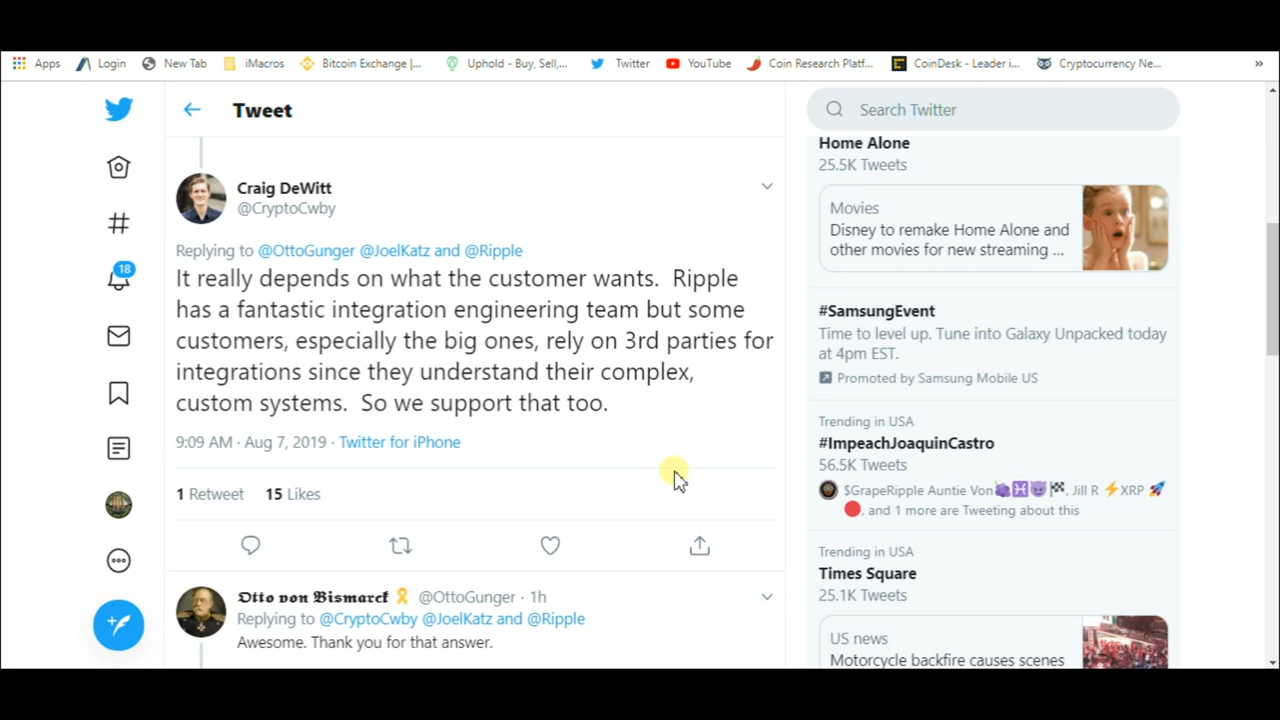 Apps
Login
New Tab
iMacros
Bitcoin Exchange |...
Uphold - Buy, Sell,...
Twitter
YouTube
Coin Research Platf...
CoinDesk - Leader i...
Cryptocurrency Ne...
»
Tweet
Craig DeWitt
@CryptoCwby
Replying to @OttoGunger @JoelKatz and @Ripple
It really depends on what the customer wants.  Ripple
has a fantastic integration engineering team but some
customers, especially the big ones, rely on 3rd parties for
integrations since they understand their complex,
custom systems.  So we support that too.
9:09 AM · Aug 7, 2019 · Twitter for iPhone
1 Retweet 15 Likes
𝕺𝖙𝖙𝖔 𝖛𝖔𝖓 𝕭𝖎𝖘𝖒𝖆𝖗𝖈𝖐 🎗 @OttoGunger · 1h
Replying to @CryptoCwby @JoelKatz and @Ripple
Awesome. Thank you for that answer.
18
Search Twitter
Home Alone
25.5K Tweets
Movies
Disney to remake Home Alone and
other movies for new streaming ...
#SamsungEvent
Time to level up. Tune into Galaxy Unpacked today
at 4pm EST.
Promoted by Samsung Mobile US
Trending in USA
#ImpeachJoaquinCastro
56.5K Tweets
$GrapeRipple Auntie Von🍇♓😈🏁, Jill R ⚡XRP 🚀
🔴, and 1 more are Tweeting about this
Trending in USA
Times Square
25.1K Tweets
US news
Motorcycle backfire causes scenes